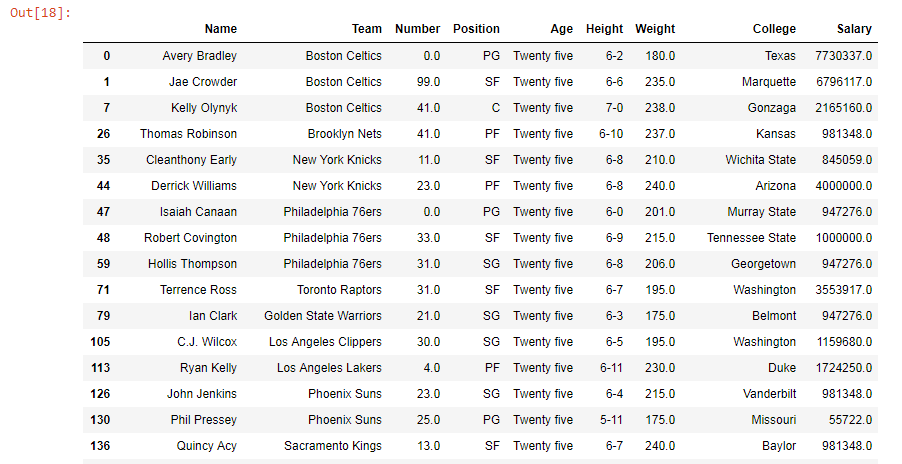 Out[18]:
Name Team Number Position Age Height Weight College Salary
0 Avery Bradley Boston Celtics 0.0 PG Twenty five 6-2 180.0 Texas 7730337.0
1 Jae Crowder Boston Celtics 99.0 SF Twenty five 6-6 235.0 Marquette 6796117.0
7 Kelly Olynyk Boston Celtics 41.0 C Twenty five 7-0 238.0 Gonzaga 2165160.0
26 Thomas Robinson Brooklyn Nets 41.0 PF Twenty five 6-10 237.0 Kansas 981348.0
35 Cleanthony Early New York Knicks 11.0 SF Twenty five 6-8 210.0 Wichita State 845059.0
44 Derrick Williams New York Knicks 23.0 PF Twenty five 6-8 240.0 Arizona 4000000.0
47 Isaiah Canaan Philadelphia 76ers 0.0 PG Twenty five 6-0 201.0 Murray State 947276.0
48 Robert Covington Philadelphia 76ers 33.0 SF Twenty five 6-9 215.0 Tennessee State 1000000.0
59 Hollis Thompson Philadelphia 76ers 31.0 SG Twenty five 6-8 206.0 Georgetown 947276.0
71 Terrence Ross Toronto Raptors 31.0 SF Twenty five 6-7 195.0 Washington 3553917.0
79 Ian Clark Golden State Warriors 21.0 SG Twenty five 6-3 175.0 Belmont 947276.0
105 C.J. Wilcox Los Angeles Clippers 30.0 SG Twenty five 6-5 195.0 Washington 1159680.0
113 Ryan Kelly Los Angeles Lakers 4.0 PF Twenty five 6-11 230.0 Duke 1724250.0
126 John Jenkins Phoenix Suns 23.0 SG Twenty five 6-4 215.0 Vanderbilt 981348.0
130 Phil Pressey Phoenix Suns 25.0 PG Twenty five 5-11 175.0 Missouri 55722.0
136 Quincy Acy Sacramento Kings 13.0 SF Twenty five 6-7 240.0 Baylor 981348.0